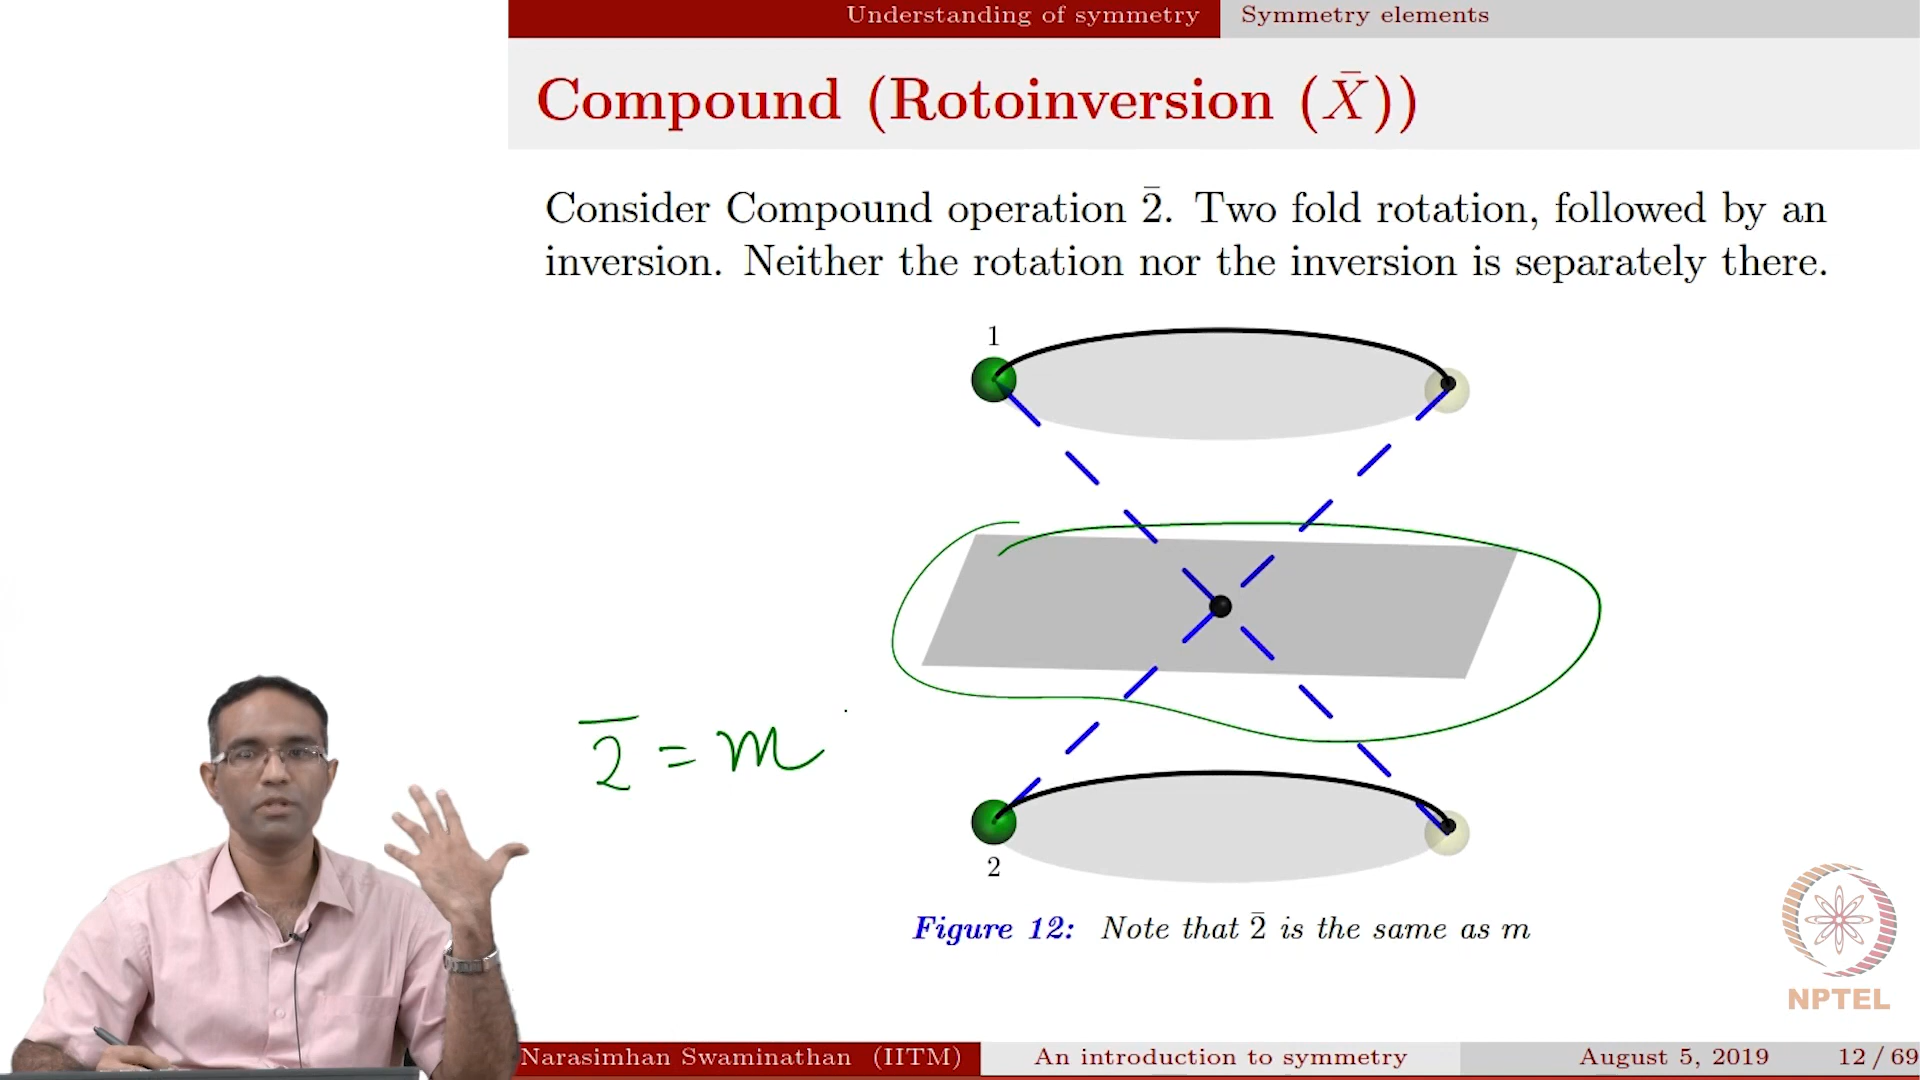 Understanding of symmetry Symmetry elements
Compound (Rotoinversion (X̄))
Consider Compound operation 2̄. Two fold rotation, followed by an
inversion. Neither the rotation nor the inversion is separately there.
1
2̄ = m
2
Figure 12: Note that 2̄ is the same as m
NPTEL
Narasimhan Swaminathan (IITM) An introduction to symmetry August 5, 2019 12 / 69